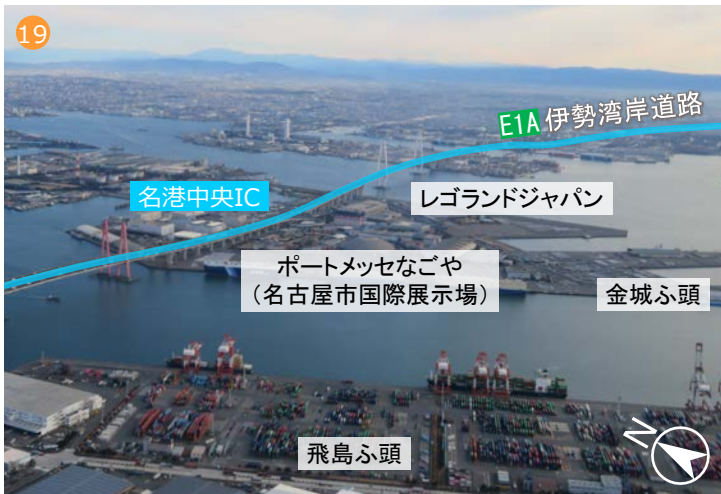 19
E1A 伊勢湾岸道路
名港中央IC
レゴランドジャパン
ポートメッセなごや
（名古屋市国際展示場）
金城ふ頭
飛島ふ頭
N